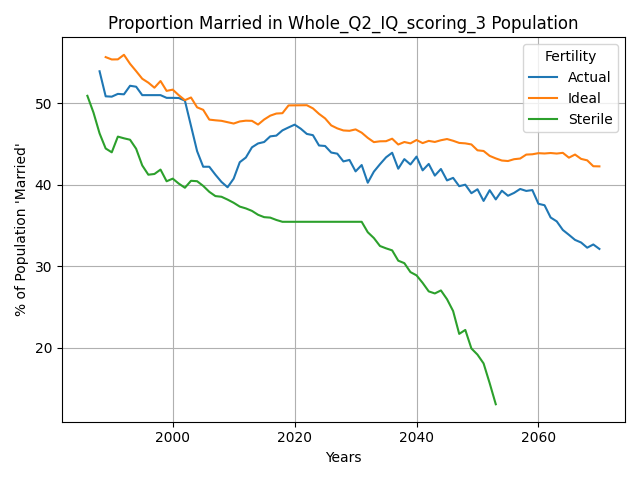 Proportion Married in Whole_Q2_IQ_scoring_3 Population
% of Population 'Married'
50
40
30
20
Fertility
Actual
Ideal
Sterile
2000
2020
2040
2060
Years